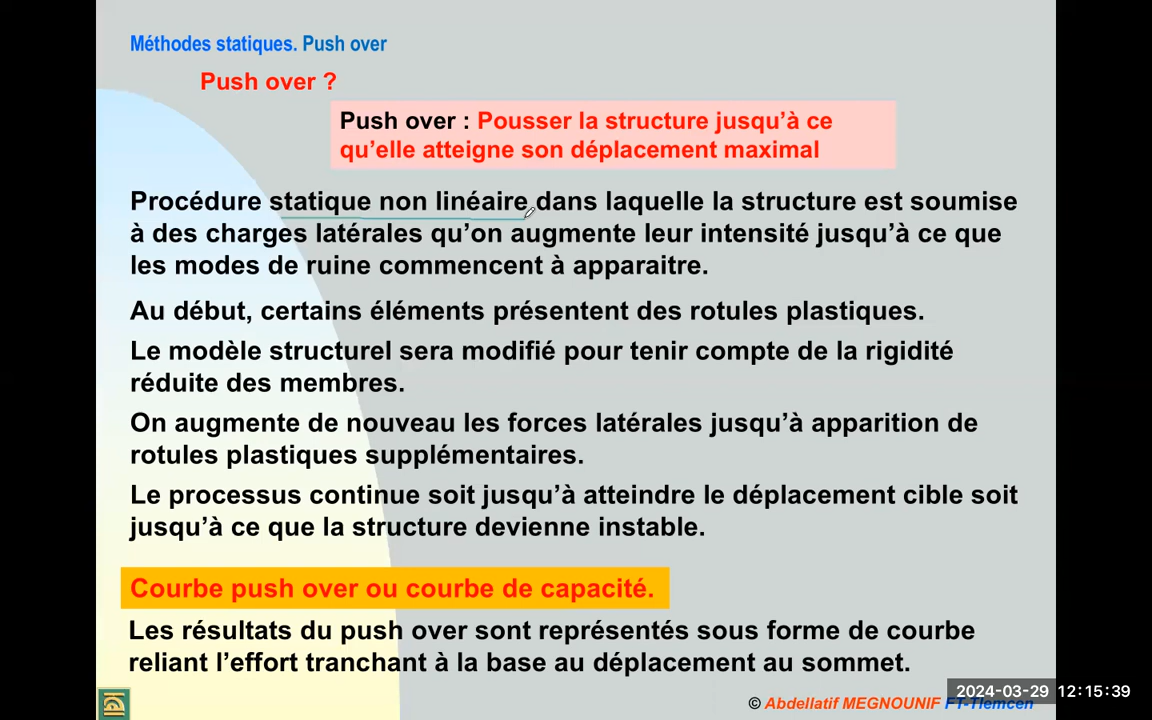 Méthodes statiques. Push over
Push over ?
Push over : Pousser la structure jusqu'à ce
qu'elle atteigne son déplacement maximal
Procédure statique non linéaire dans laquelle la structure est soumise
à des charges latérales qu'on augmente leur intensité jusqu'à ce que
les modes de ruine commencent à apparaitre.
Au début, certains éléments présentent des rotules plastiques.
Le modèle structurel sera modifié pour tenir compte de la rigidité
réduite des membres.
On augmente de nouveau les forces latérales jusqu'à apparition de
rotules plastiques supplémentaires.
Le processus continue soit jusqu'à atteindre le déplacement cible soit
jusqu'à ce que la structure devienne instable.
Courbe push over ou courbe de capacité.
Les résultats du push over sont représentés sous forme de courbe
reliant l'effort tranchant à la base au déplacement au sommet.
2024-03-29 12:15:39
© Abdellatif MEGNOUNIF FT-Tlemcen